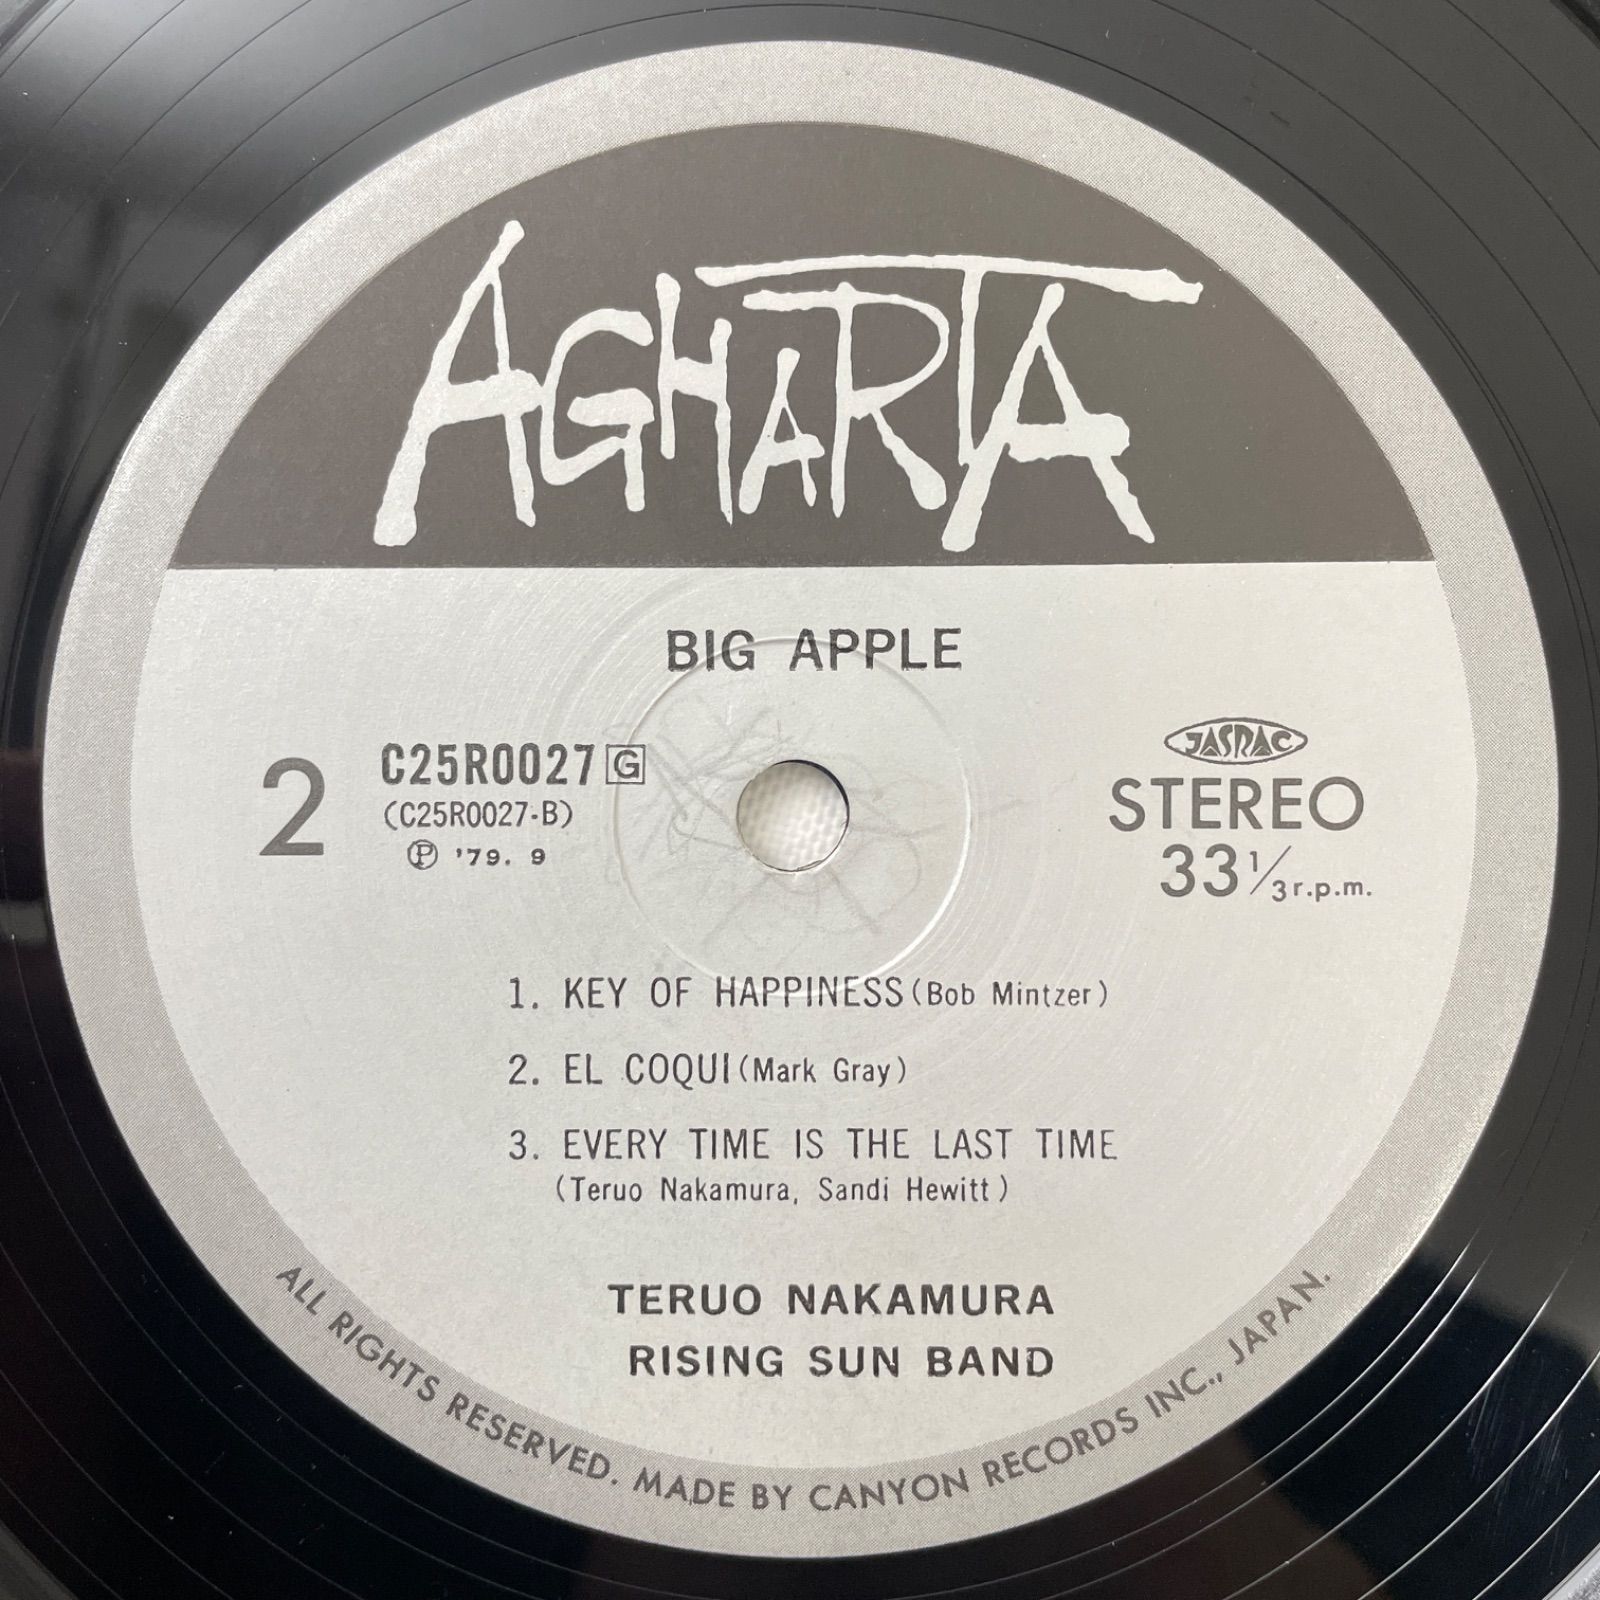 AGHARTA
BIG APPLE
2
C25R0027 G
(C25R0027-B)
Ⓟ '79. 9
JASRAC
STEREO
33 1/3 r.p.m.
1. KEY OF HAPPINESS (Bob Mintzer)
2. EL COQUI (Mark Gray)
3. EVERY TIME IS THE LAST TIME
(Teruo Nakamura, Sandi Hewitt)
TERUO NAKAMURA
RISING SUN BAND
ALL RIGHTS RESERVED. MADE BY CANYON RECORDS INC., JAPAN.